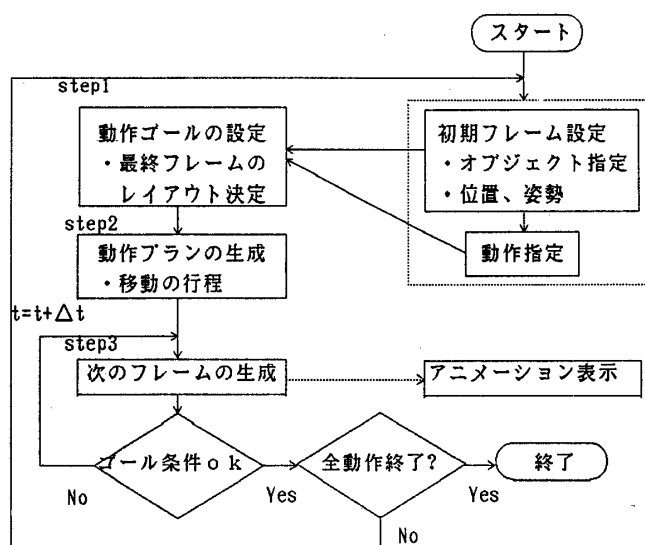 スタート
step1
動作ゴールの設定
・最終フレームの
レイアウト決定
初期フレーム設定
・オブジェクト指定
・位置、姿勢
step2
動作指定
動作プランの生成
・移動の行程
t=t+△t
step3
次のフレームの生成
アニメーション表示
ゴール条件ok
全動作終了?
終了
No
Yes
Yes
No